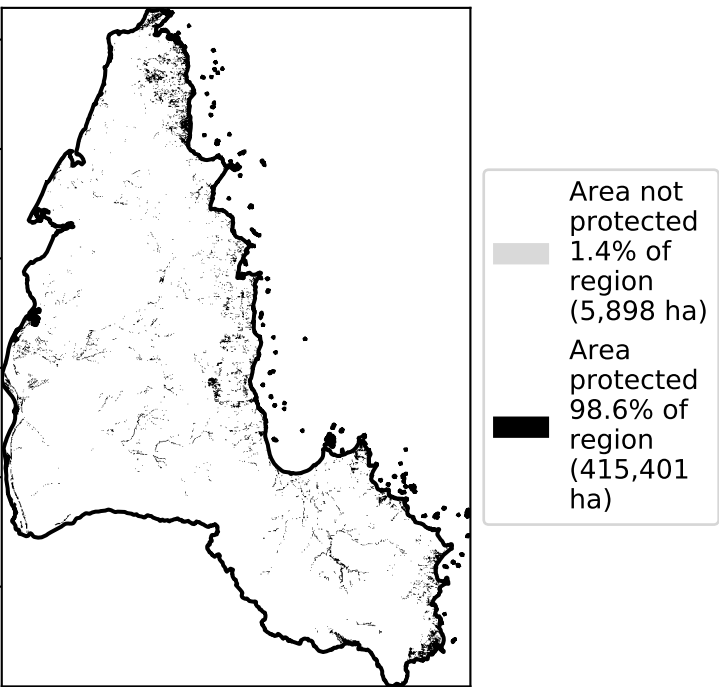 Area not
protected
1.4% of
region
(5,898 ha)
Area
protected
98.6% of
region
(415,401
ha)